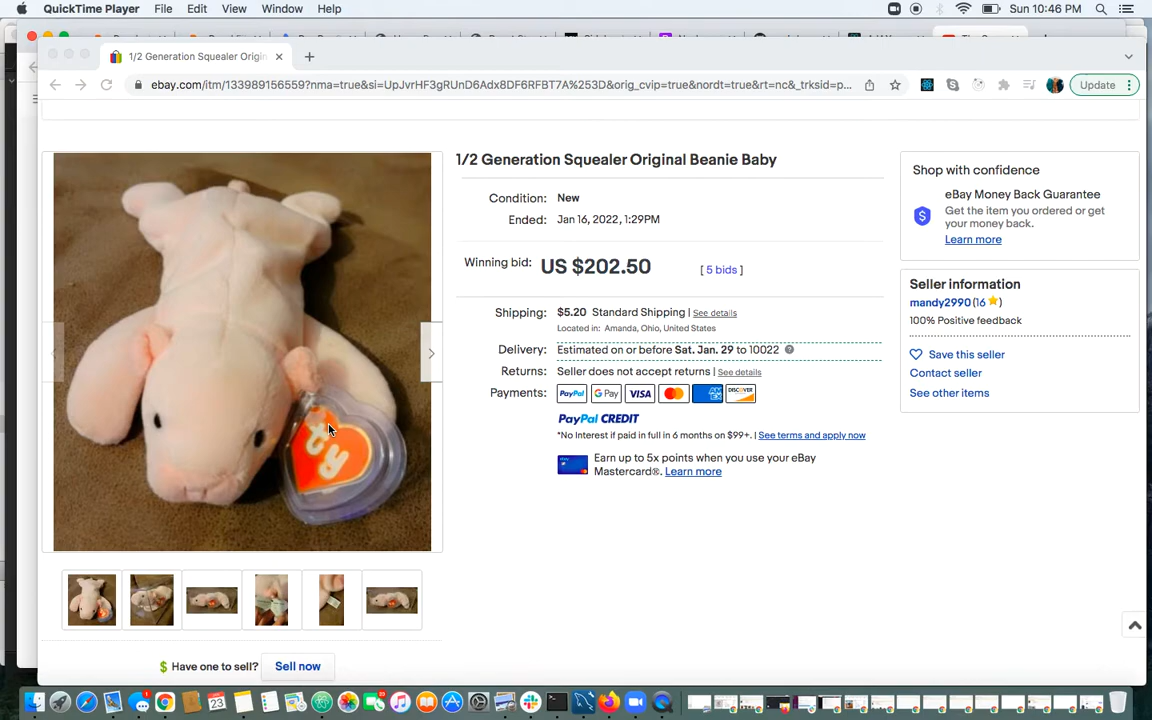 QuickTime Player File Edit View Window Help Sun 10:46 PM
1/2 Generation Squealer Origin
ebay.com/itm/133989156559?nma=true&si=UpJvrHF3gRUnD6Adx8DF6RFBT7A%253D&orig_cvip=true&nordt=true&rt=nc&_trksid=p... Update
1/2 Generation Squealer Original Beanie Baby
Condition: New
Ended: Jan 16, 2022, 1:29PM
Winning bid: US $202.50 [ 5 bids ]
Shipping: $5.20 Standard Shipping | See details
Located in: Amanda, Ohio, United States
Delivery: Estimated on or before Sat. Jan. 29 to 10022
Returns: Seller does not accept returns | See details
Payments: PayPal G Pay VISA MasterCard AMEX DISCOVER
PayPal CREDIT
*No Interest if paid in full in 6 months on $99+. | See terms and apply now
Earn up to 5x points when you use your eBay
Mastercard®. Learn more
Shop with confidence
eBay Money Back Guarantee
Get the item you ordered or get
your money back.
Learn more
Seller information
mandy2990 (16)
100% Positive feedback
Save this seller
Contact seller
See other items
ty
$ Have one to sell? Sell now
23